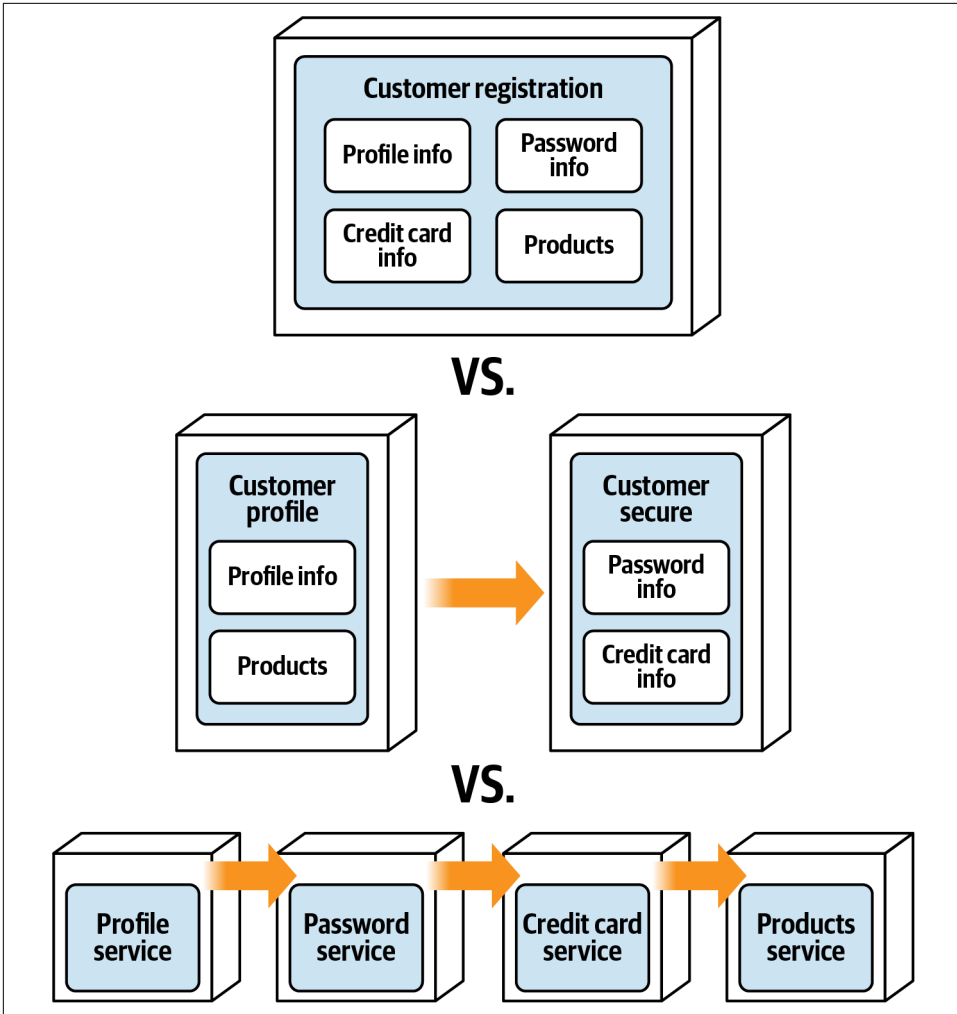 Customer registration
Profile info
Password
info
Credit card
info
Products
VS.
Customer
profile
Profile info
Products
Customer
secure
Password
info
Credit card
info
VS.
Profile
service
Password
service
Credit card
service
Products
service